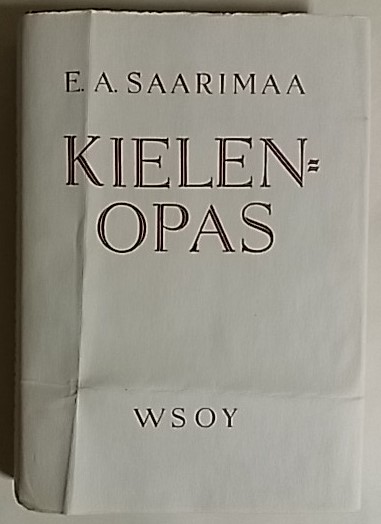 E. A. SAARIMAA
KIELEN=
OPAS
WSOY